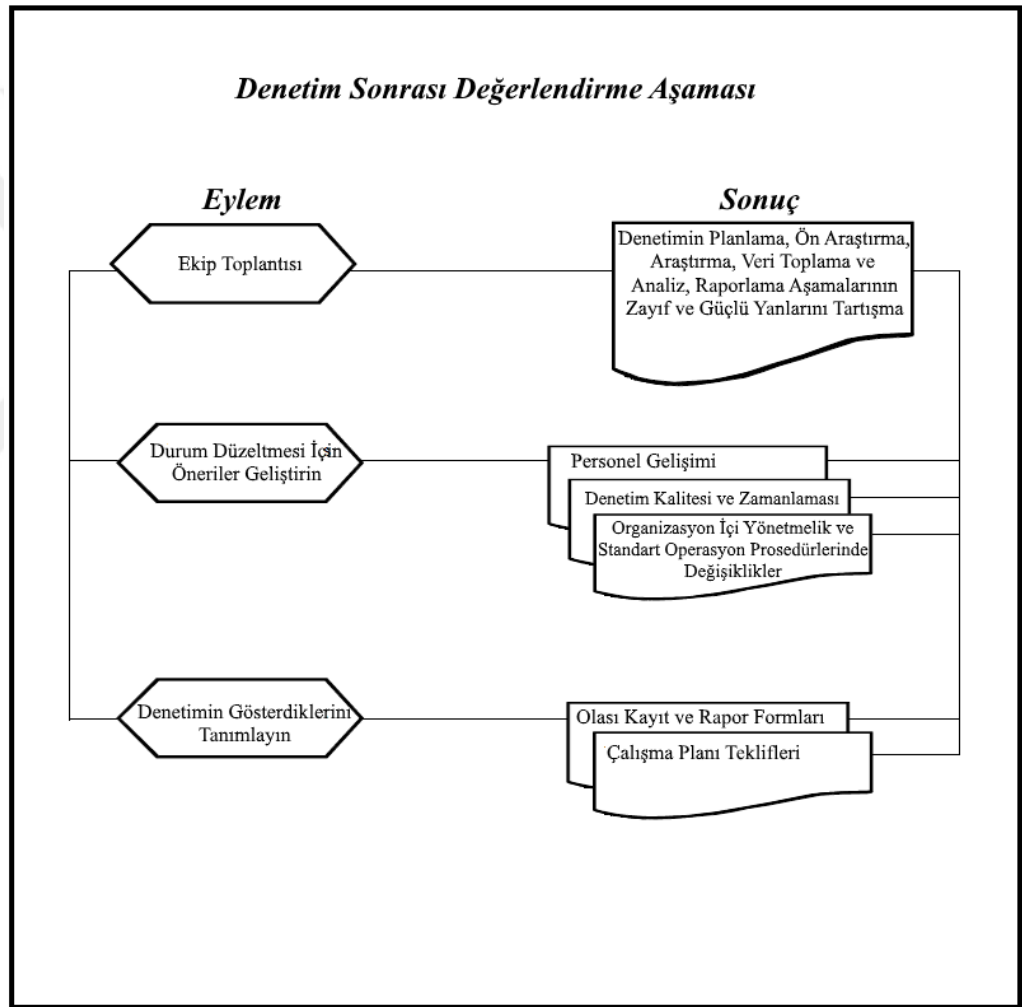 Denetim Sonrası Değerlendirme Aşaması
Eylem
Sonuç
Ekip Toplantısı
Denetimin Planlama, Ön Araştırma,
Araştırma, Veri Toplama ve
Analiz, Raporlama Aşamalarının
Zayıf ve Güçlü Yanlarını Tartışma
Durum Düzeltmesi İçin
Öneriler Geliştirin
Personel Gelişimi
Denetim Kalitesi ve Zamanlaması
Organizasyon İçi Yönetmelik ve
Standart Operasyon Prosedürlerinde
Değişiklikler
Denetimin Gösterdiklerini
Tanımlayın
Olası Kayıt ve Rapor Formları
Çalışma Planı Teklifleri